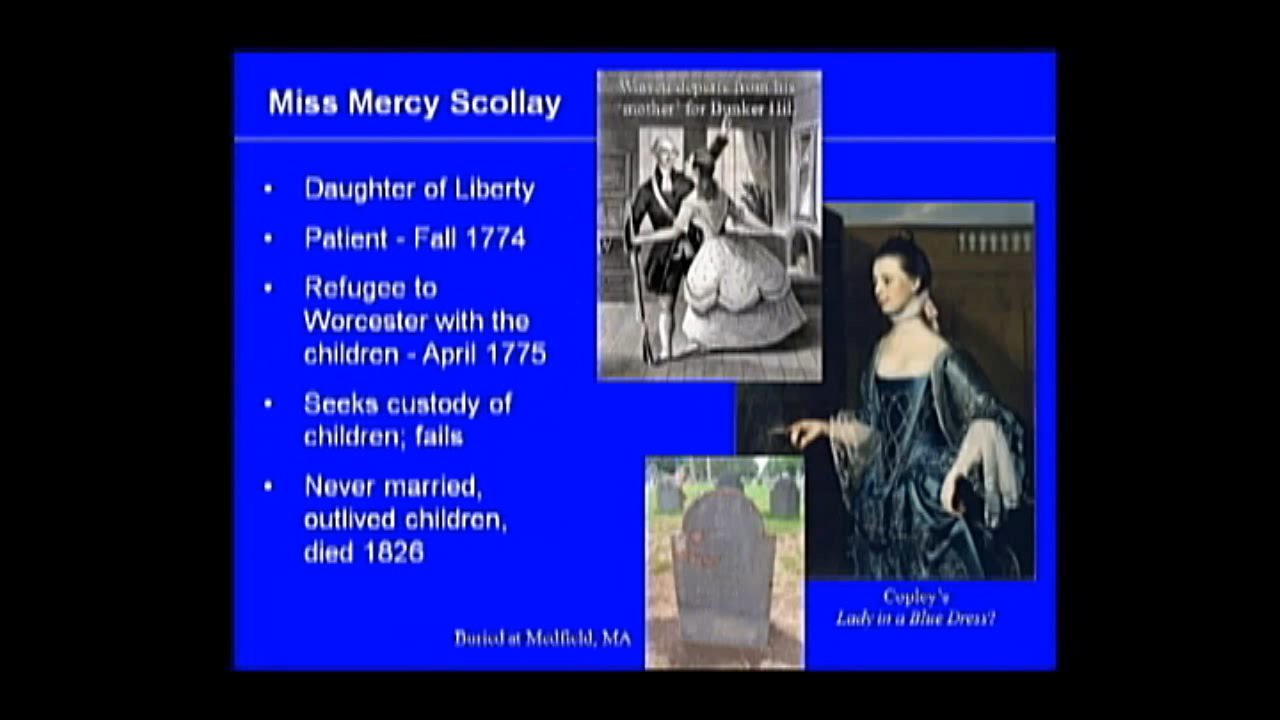 Miss Mercy Scollay
Warren departs from his
'mother' for Bunker Hill
• Daughter of Liberty
• Patient - Fall 1774
• Refugee to
Worcester with the
children - April 1775
• Seeks custody of
children; fails
• Never married,
outlived children,
died 1826
Copley's
Lady in a Blue Dress?
Buried at Medfield, MA